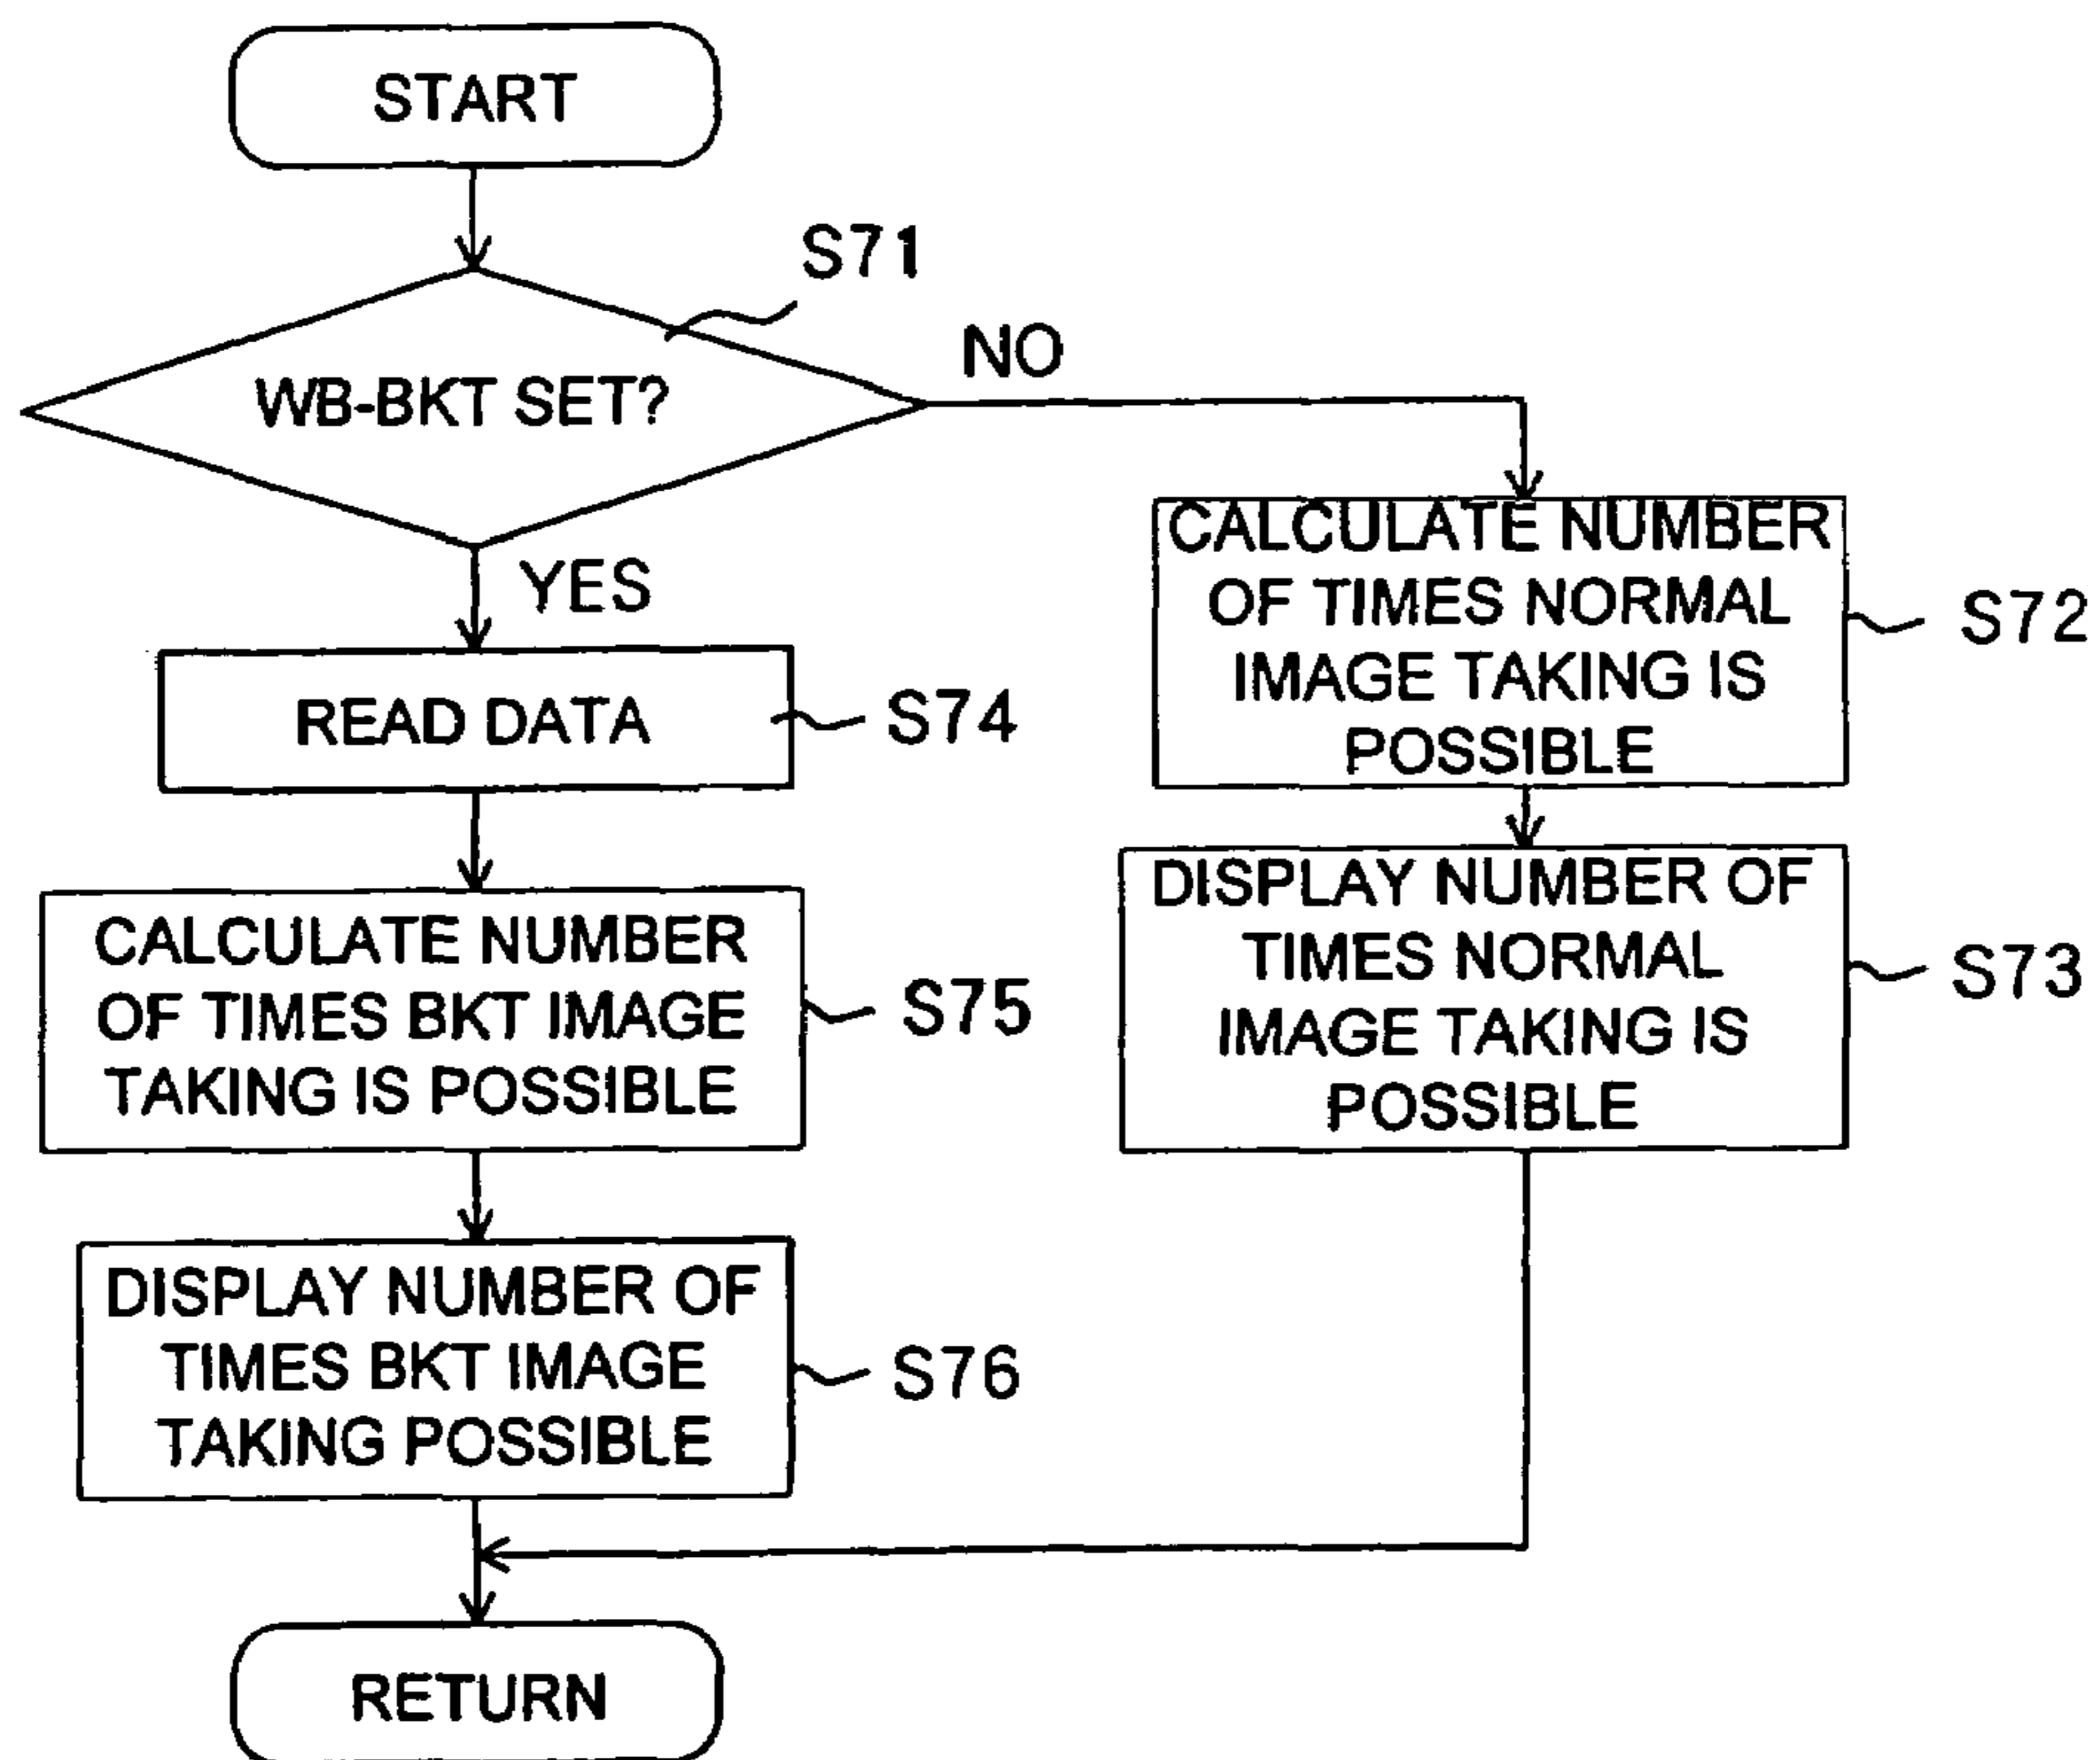 START
S71
WB-BKT SET?
NO
YES
CALCULATE NUMBER
OF TIMES NORMAL
IMAGE TAKING IS
POSSIBLE
S72
READ DATA
S74
DISPLAY NUMBER OF
TIMES NORMAL
IMAGE TAKING IS
POSSIBLE
S73
CALCULATE NUMBER
OF TIMES BKT IMAGE
TAKING IS POSSIBLE
S75
DISPLAY NUMBER OF
TIMES BKT IMAGE
TAKING POSSIBLE
S76
RETURN